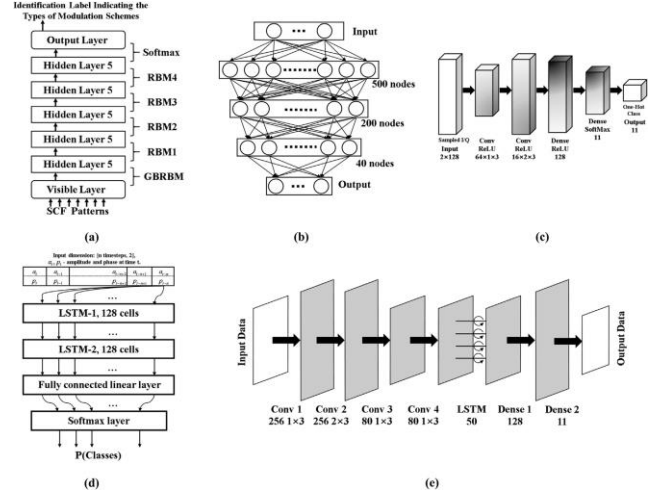 Identification Label Indicating the
Types of Modulation Schemes
Output Layer
Softmax
Hidden Layer 5
RBM4
Hidden Layer 5
RBM3
Hidden Layer 5
RBM2
Hidden Layer 5
RBM1
Hidden Layer 5
GBRBM
Visible Layer
SCF Patterns
(a)
Input
500 nodes
200 nodes
40 nodes
Output
(b)
Sampled I/Q
Input
2×128
Conv
ReLU
64×1×3
Conv
ReLU
16×2×3
Dense
ReLU
128
Dense
SoftMax
11
One-Hot
Class
Output
11
(c)
Input dimension: [n timesteps, 2],
amplitude and phase at time t.
LSTM-1, 128 cells
LSTM-2, 128 cells
Fully connected linear layer
Softmax layer
P(Classes)
(d)
Input Data
Conv 1
256 1×3
Conv 2
256 2×3
Conv 3
80 1×3
Conv 4
80 1×3
LSTM
50
Dense 1
128
Dense 2
11
Output Data
(e)